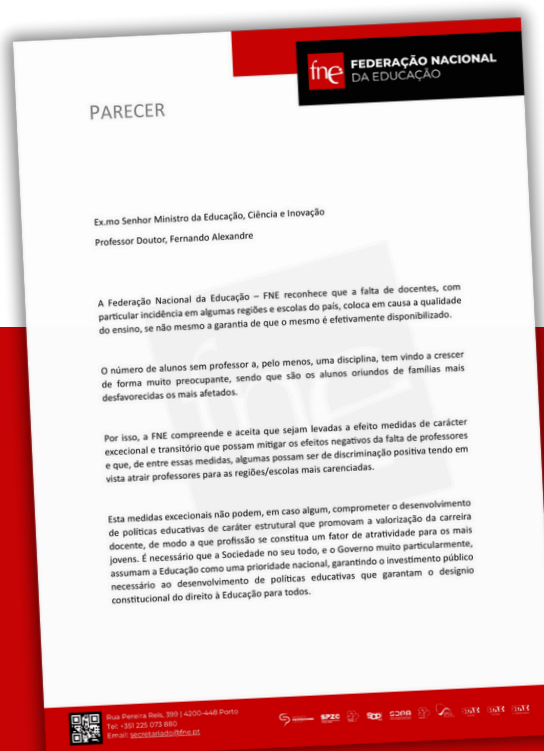 fne FEDERAÇÃO NACIONAL
DA EDUCAÇÃO
PARECER
Ex.mo Senhor Ministro da Educação, Ciência e Inovação
Professor Doutor, Fernando Alexandre
A Federação Nacional da Educação – FNE reconhece que a falta de docentes, com
particular incidência em algumas regiões e escolas do país, coloca em causa a qualidade
do ensino, se não mesmo a garantia de que o mesmo é efetivamente disponibilizado.
O número de alunos sem professor a, pelo menos, uma disciplina, tem vindo a crescer
de forma muito preocupante, sendo que são os alunos oriundos de famílias mais
desfavorecidas os mais afetados.
Por isso, a FNE compreende e aceita que sejam levadas a efeito medidas de carácter
excecional e transitório que possam mitigar os efeitos negativos da falta de professores
e que, de entre essas medidas, algumas possam ser de discriminação positiva tendo em
vista atrair professores para as regiões/escolas mais carenciadas.
Esta medidas excecionais não podem, em caso algum, comprometer o desenvolvimento
de políticas educativas de caráter estrutural que promovam a valorização da carreira
docente, de modo a que profissão se constitua um fator de atratividade para os mais
jovens. É necessário que a Sociedade no seu todo, e o Governo muito particularmente,
assumam a Educação como uma prioridade nacional, garantindo o investimento público
necessário ao desenvolvimento de políticas educativas que garantam o desígnio
constitucional do direito à Educação para todos.
Rua Pereira Reis, 399 | 4200-448 Porto
Tel: +351 225 073 880
Email: secretariado@fne.pt
SPZC